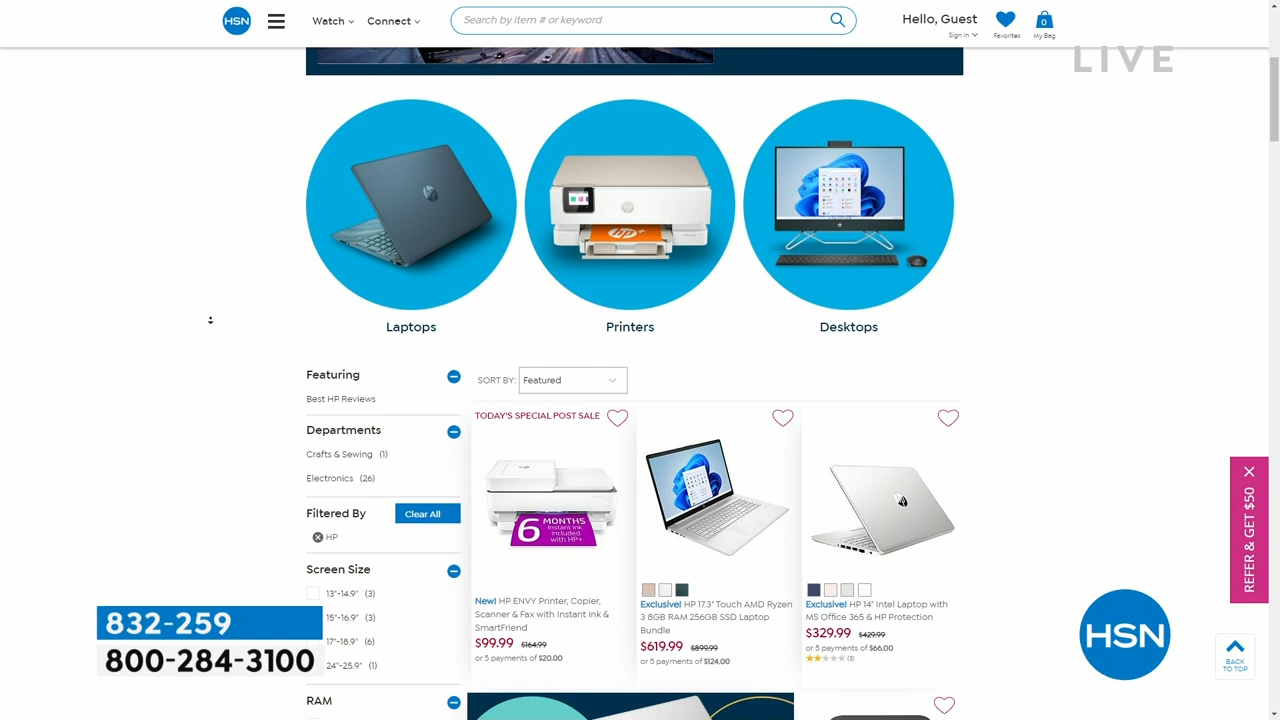 HSN
Watch
Connect
Search by item # or keyword
Hello, Guest
Sign In
Favorites
0
My Bag
LIVE
Laptops
Printers
Desktops
Featuring
Best HP Reviews
Departments
Crafts & Sewing (1)
Electronics (26)
Filtered By
Clear All
HP
Screen Size
13"-14.9" (3)
15"-16.9" (3)
17"-18.9" (6)
24"-25.9" (1)
RAM
SORT BY: Featured
TODAY'S SPECIAL POST SALE
6 MONTHS
Instant Ink
included
with HP+
New! HP ENVY Printer, Copier,
Scanner & Fax with Instant Ink &
SmartFriend
$99.99 $164.99
or 5 payments of $20.00
Exclusive! HP 17.3" Touch AMD Ryzen
3 8GB RAM 256GB SSD Laptop
Bundle
$619.99 $899.99
or 5 payments of $124.00
Exclusive! HP 14" Intel Laptop with
MS Office 365 & HP Protection
$329.99 $429.99
or 5 payments of $66.00
(3)
832-259
800-284-3100
HSN
REFER & GET $50
BACK
TO TOP